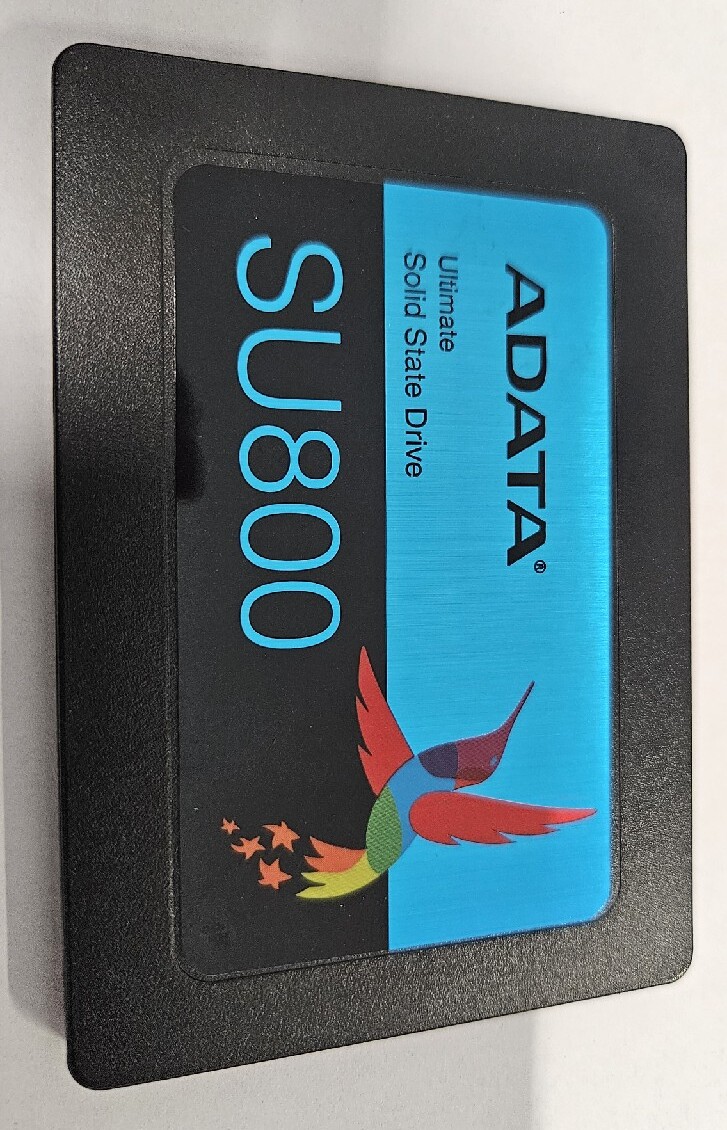 ADATA®
Ultimate
Solid State Drive
SU800